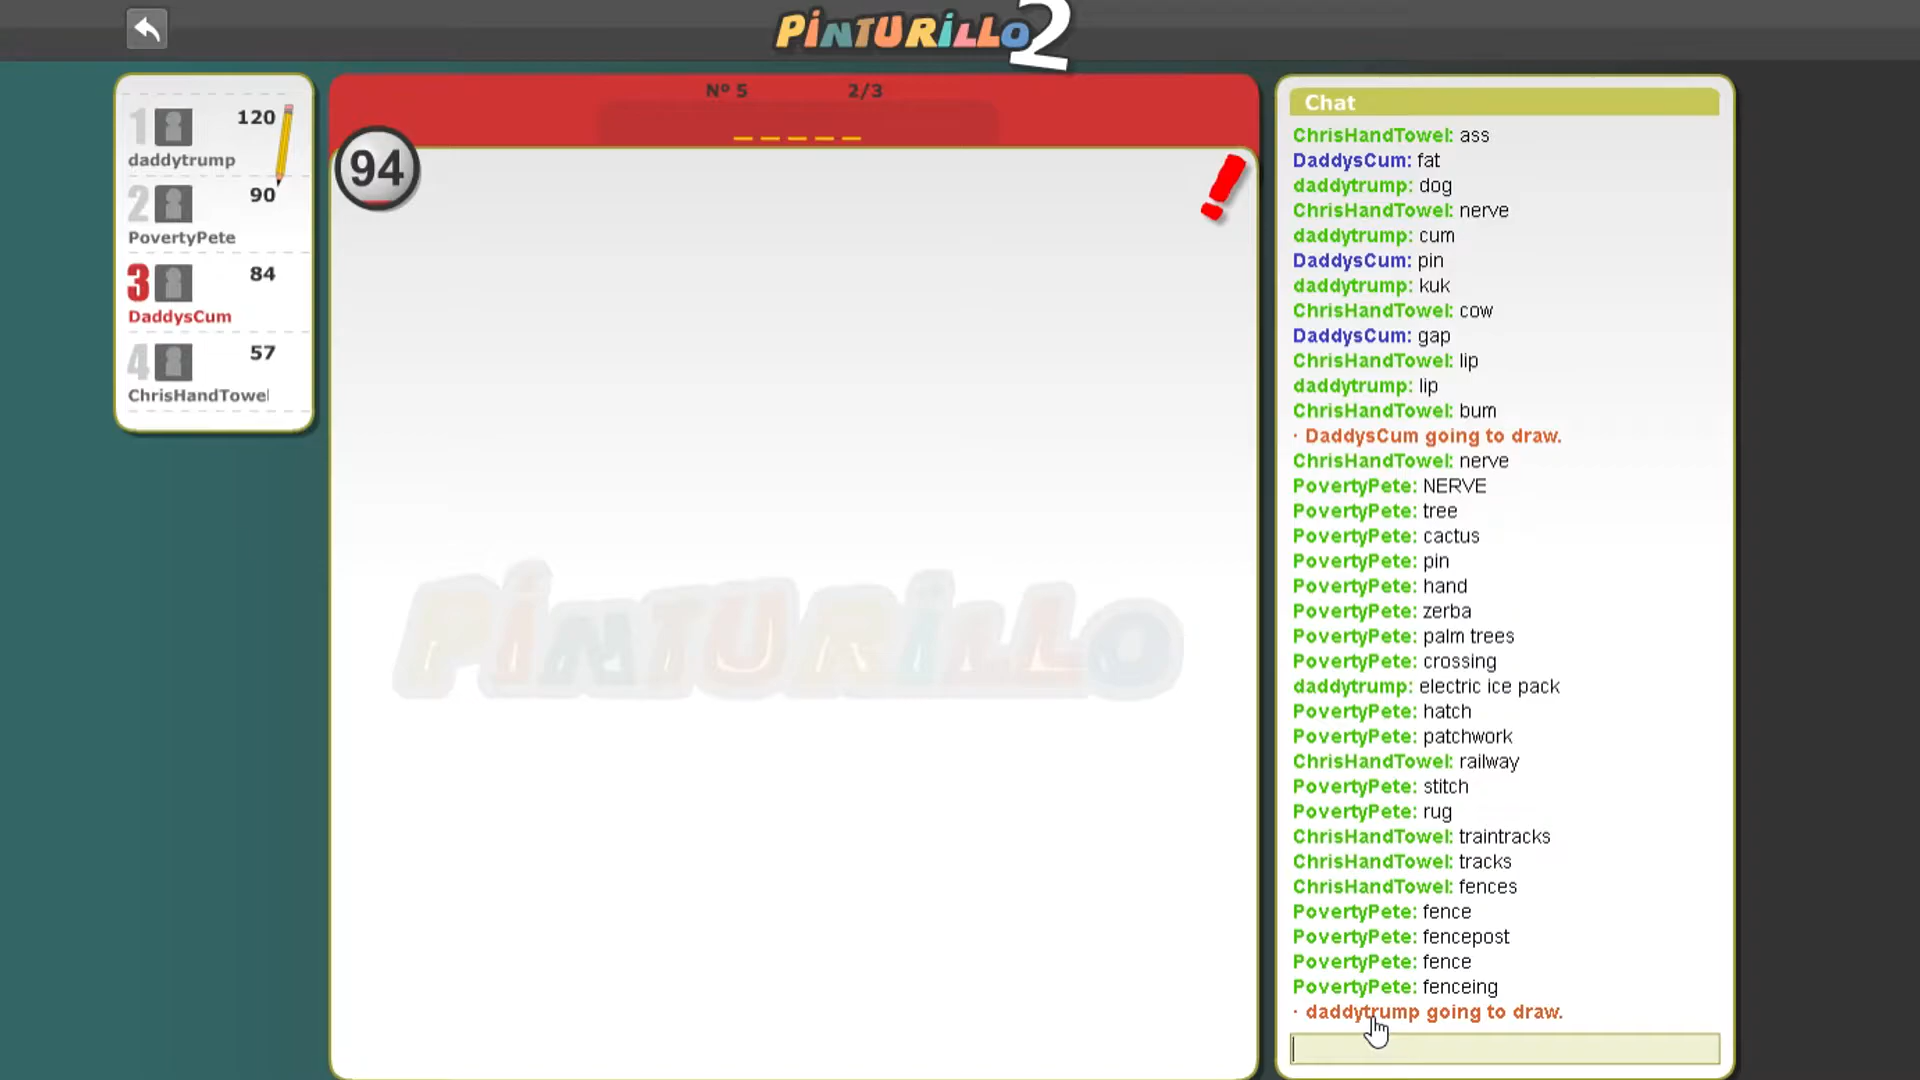 PINTURILLO 2
1 120
daddytrump
2 90
PovertyPete
3 84
DaddysCum
4 57
ChrisHandTowel
Nº 5 2/3
_ _ _ _ _
94
!
PINTURILLO
Chat
ChrisHandTowel: ass
DaddysCum: fat
daddytrump: dog
ChrisHandTowel: nerve
daddytrump: cum
DaddysCum: pin
daddytrump: kuk
ChrisHandTowel: cow
DaddysCum: gap
ChrisHandTowel: lip
daddytrump: lip
ChrisHandTowel: bum
· DaddysCum going to draw.
ChrisHandTowel: nerve
PovertyPete: NERVE
PovertyPete: tree
PovertyPete: cactus
PovertyPete: pin
PovertyPete: hand
PovertyPete: zerba
PovertyPete: palm trees
PovertyPete: crossing
daddytrump: electric ice pack
PovertyPete: hatch
PovertyPete: patchwork
ChrisHandTowel: railway
PovertyPete: stitch
PovertyPete: rug
ChrisHandTowel: traintracks
ChrisHandTowel: tracks
ChrisHandTowel: fences
PovertyPete: fence
PovertyPete: fencepost
PovertyPete: fence
PovertyPete: fenceing
· daddytrump going to draw.